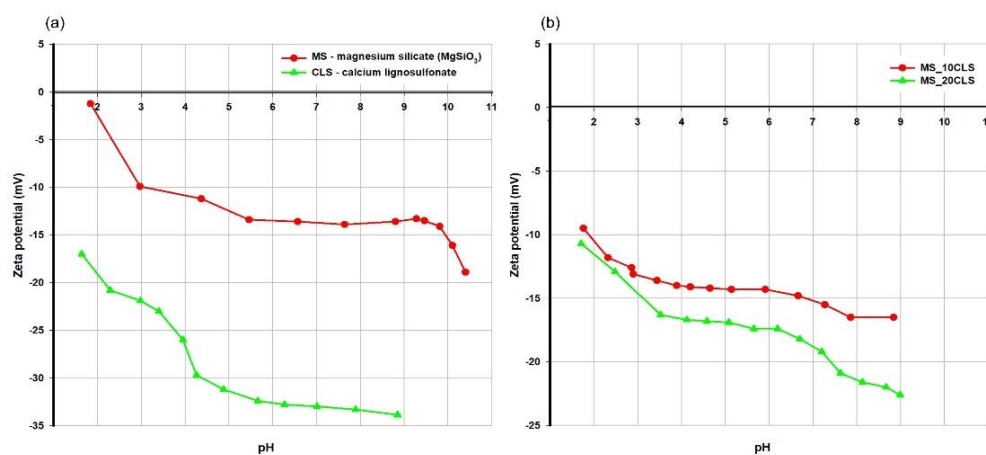 (a)
(b)
5
MS - magnesium silicate (MgSiO₃)
CLS - calcium lignosulfonate
0
2 3 4 5 6 7 8 9 10 11
-5
-10
-15
-20
-25
-30
-35
Zeta potential (mV)
pH
5
MS_10CLS
MS_20CLS
0
2 3 4 5 6 7 8 9 10 11
-5
-10
-15
-20
-25
Zeta potential (mV)
pH